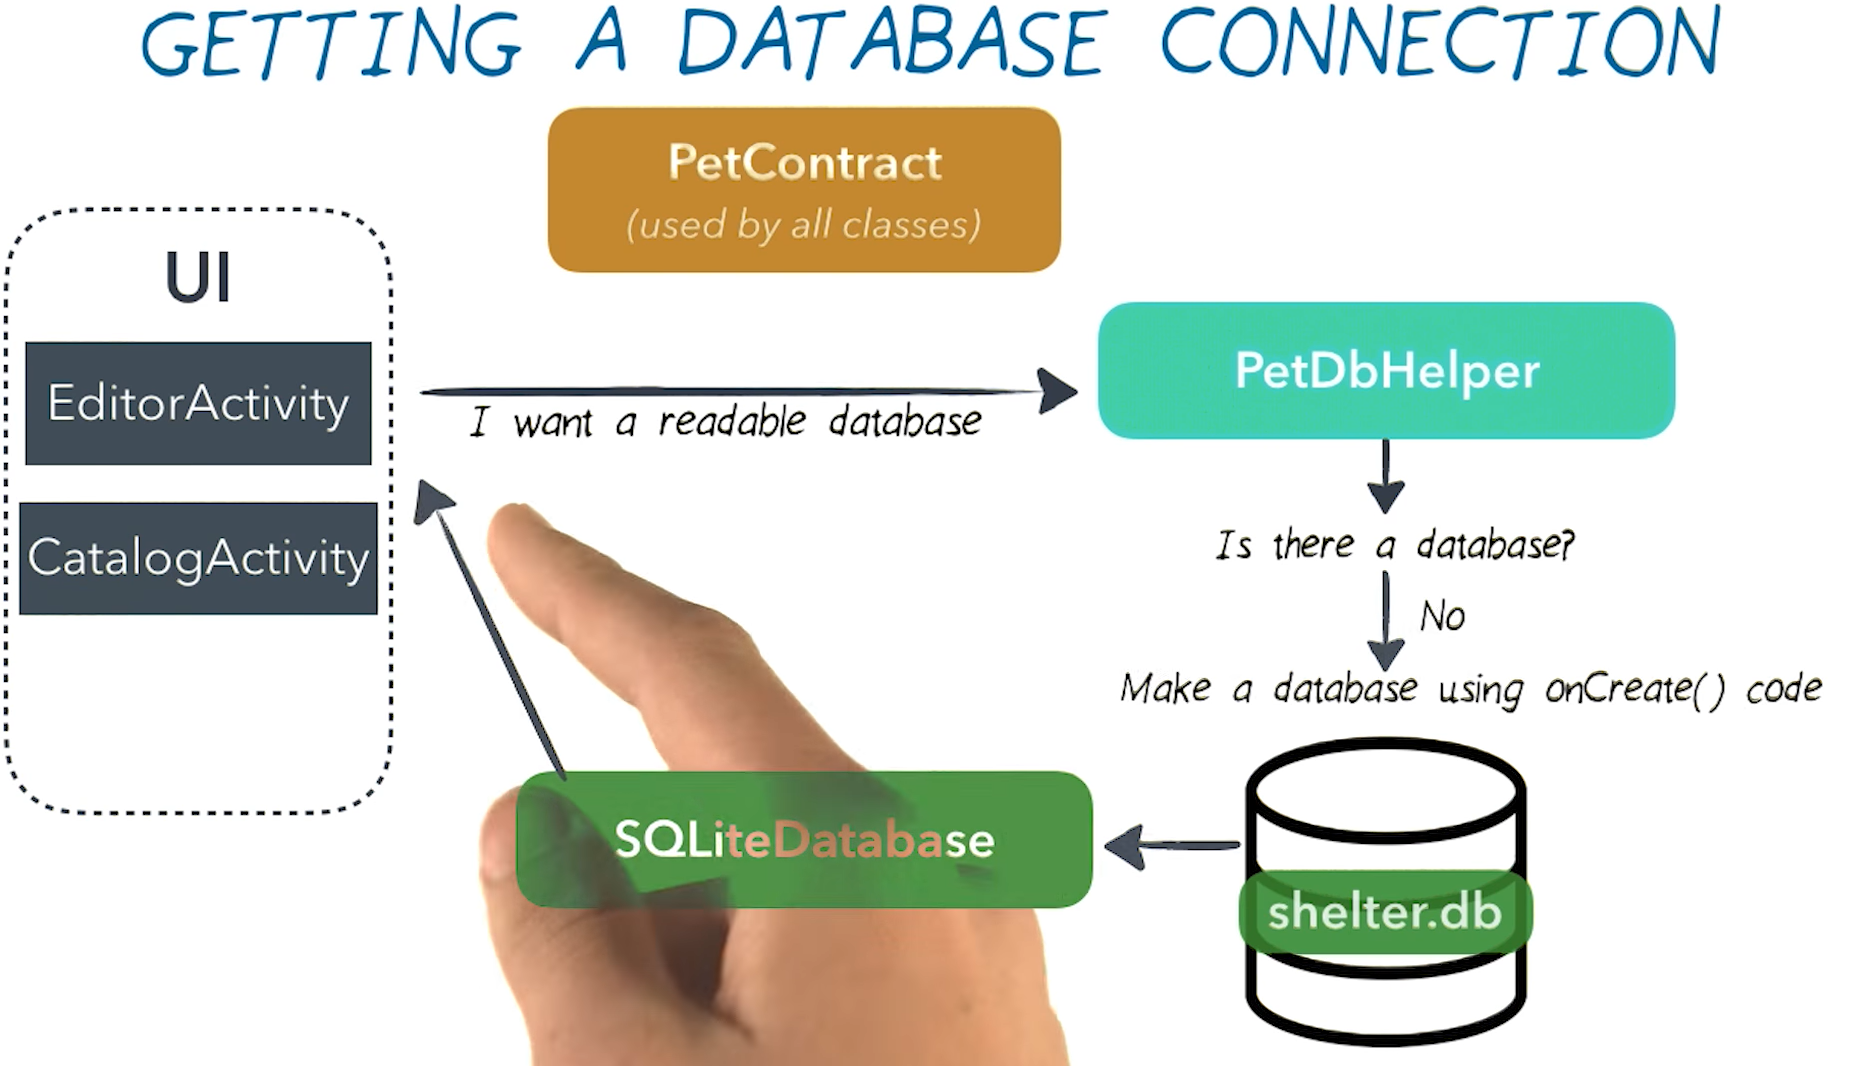 GETTING A DATABASE CONNECTION
PetContract
(used by all classes)
UI
EditorActivity
CatalogActivity
I want a readable database
PetDbHelper
Is there a database?
No
Make a database using onCreate() code
SQLiteDatabase
shelter.db